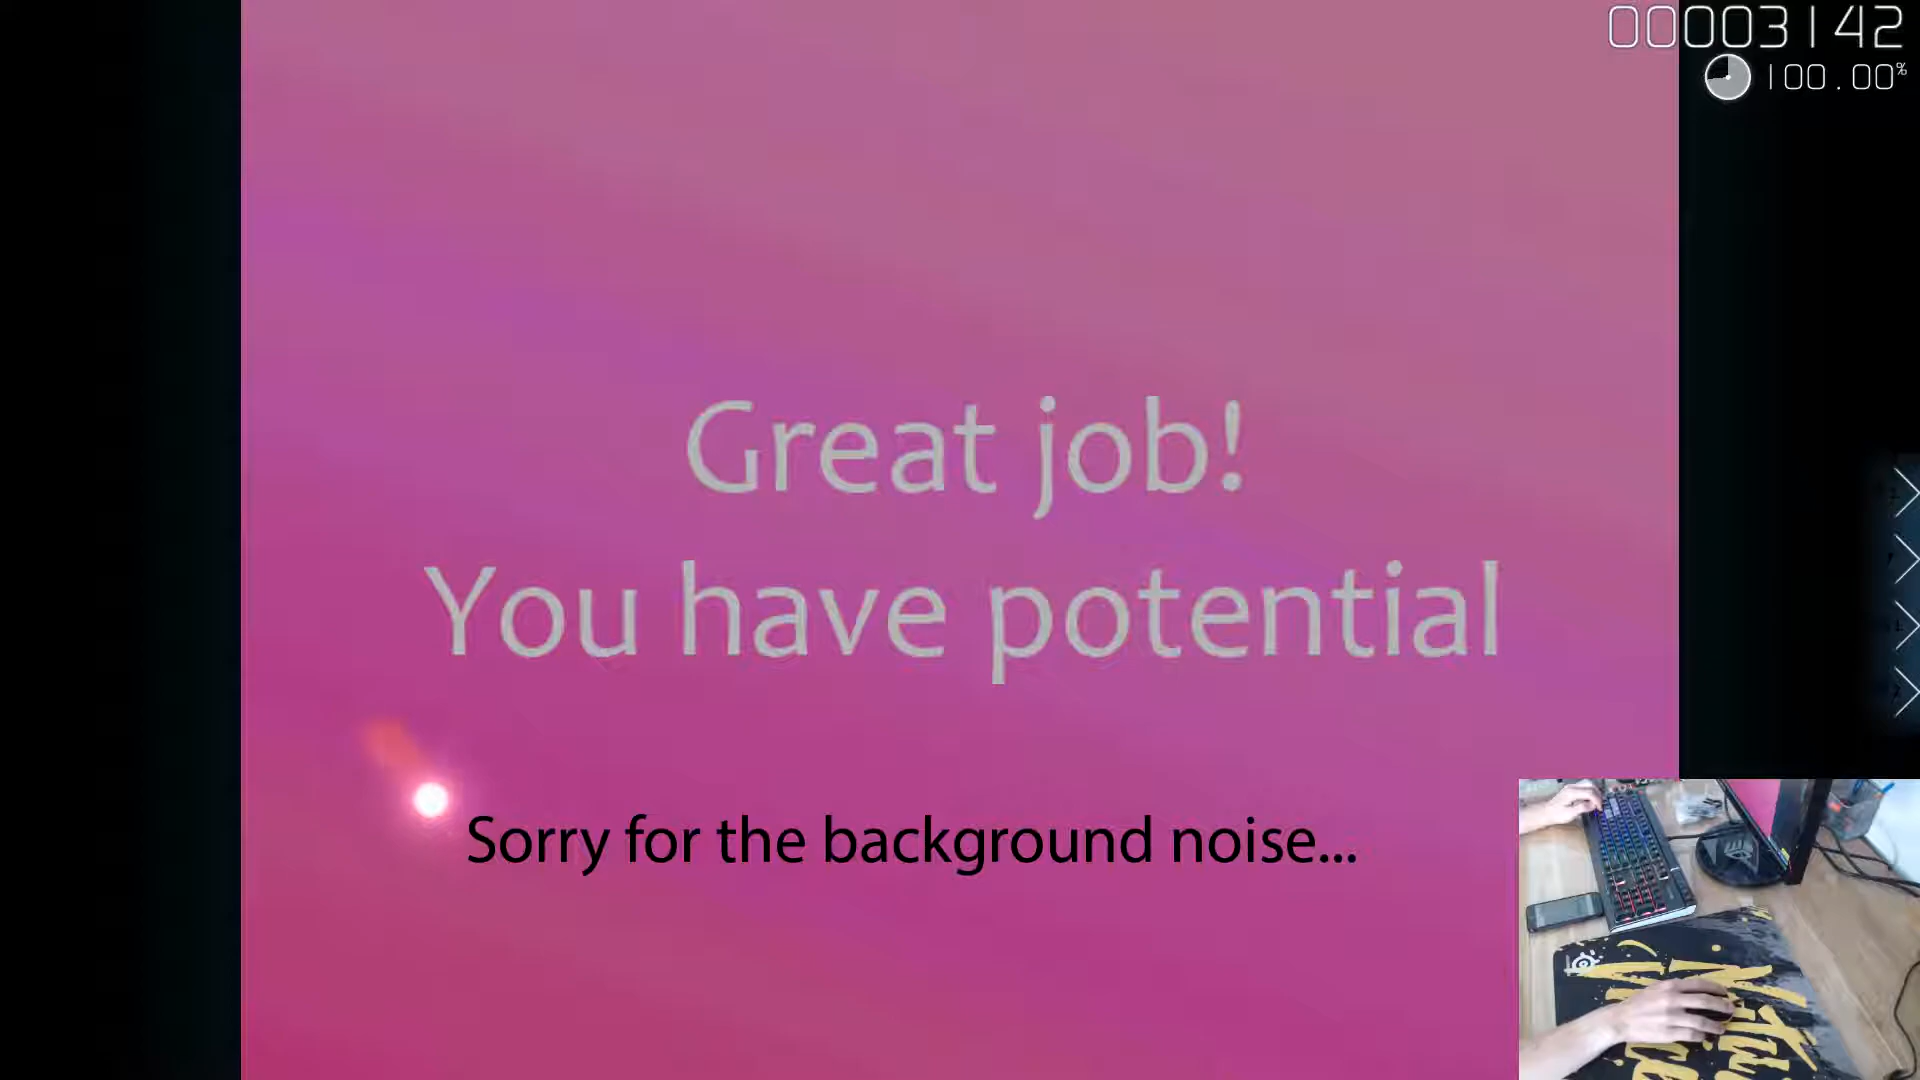 00003142
100.00%
Great job!
You have potential
Sorry for the background noise...